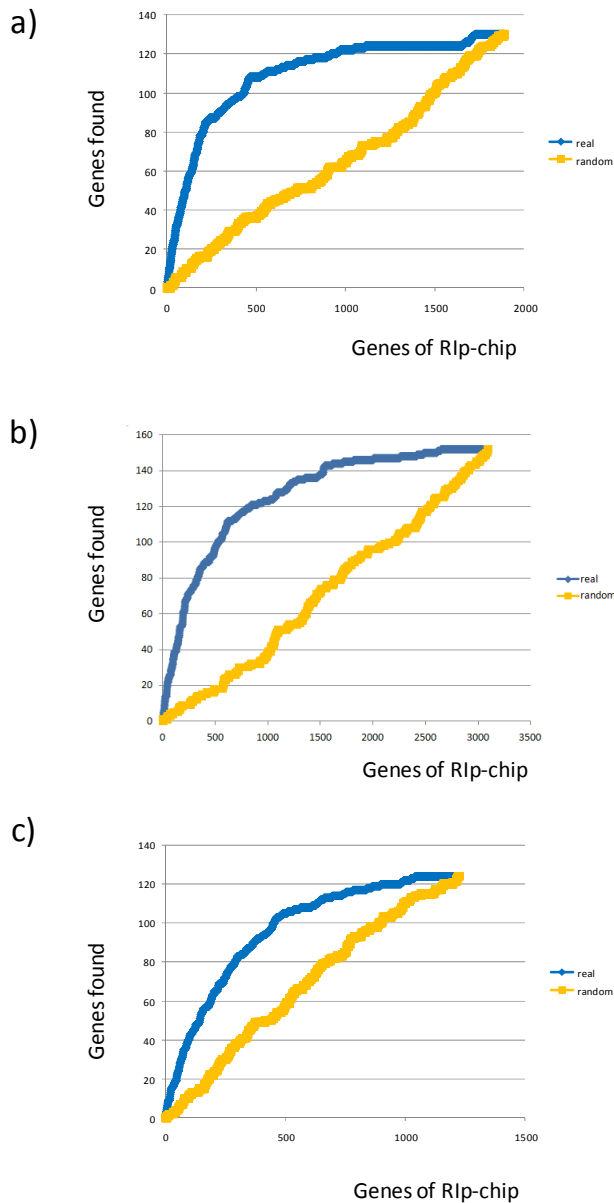 a)
140
120
100
80
60
40
20
0
0 500 1000 1500 2000
Genes found
Genes of RIp-chip
real
random
b)
160
140
120
100
80
60
40
20
0
0 500 1000 1500 2000 2500 3000 3500
Genes found
Genes of RIp-chip
real
random
c)
140
120
100
80
60
40
20
0
0 500 1000 1500
Genes found
Genes of RIp-chip
real
random